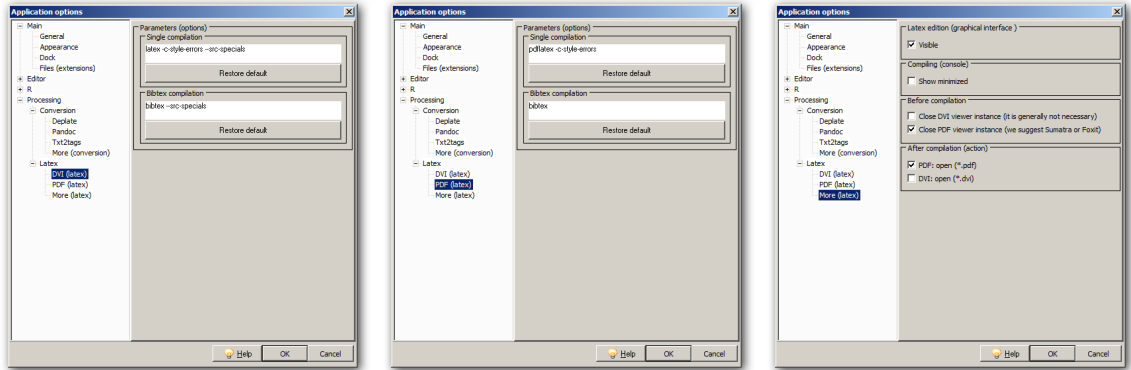 Application options
Main
General
Appearance
Dock
Files (extensions)
Editor
R
Processing
Conversion
Deplate
Pandoc
Txt2tags
More (conversion)
Latex
DVI (latex)
PDF (latex)
More (latex)
Parameters (options)
Single compilation
latex -c-style-errors --src-specials
Restore default
Bibtex compilation
bibtex --src-specials
Restore default
Help
OK
Cancel
Application options
Main
General
Appearance
Dock
Files (extensions)
Editor
R
Processing
Conversion
Deplate
Pandoc
Txt2tags
More (conversion)
Latex
DVI (latex)
PDF (latex)
More (latex)
Parameters (options)
Single compilation
pdflatex -c-style-errors
Restore default
Bibtex compilation
bibtex
Restore default
Help
OK
Cancel
Application options
Main
General
Appearance
Dock
Files (extensions)
Editor
R
Processing
Conversion
Deplate
Pandoc
Txt2tags
More (conversion)
Latex
DVI (latex)
PDF (latex)
More (latex)
Latex edition (graphical interface )
Visible
Compiling (console)
Show minimized
Before compilation
Close DVI viewer instance (it is generally not necessary)
Close PDF viewer instance (we suggest Sumatra or Foxit)
After compilation (action)
PDF: open (*.pdf)
DVI: open (*.dvi)
Help
OK
Cancel